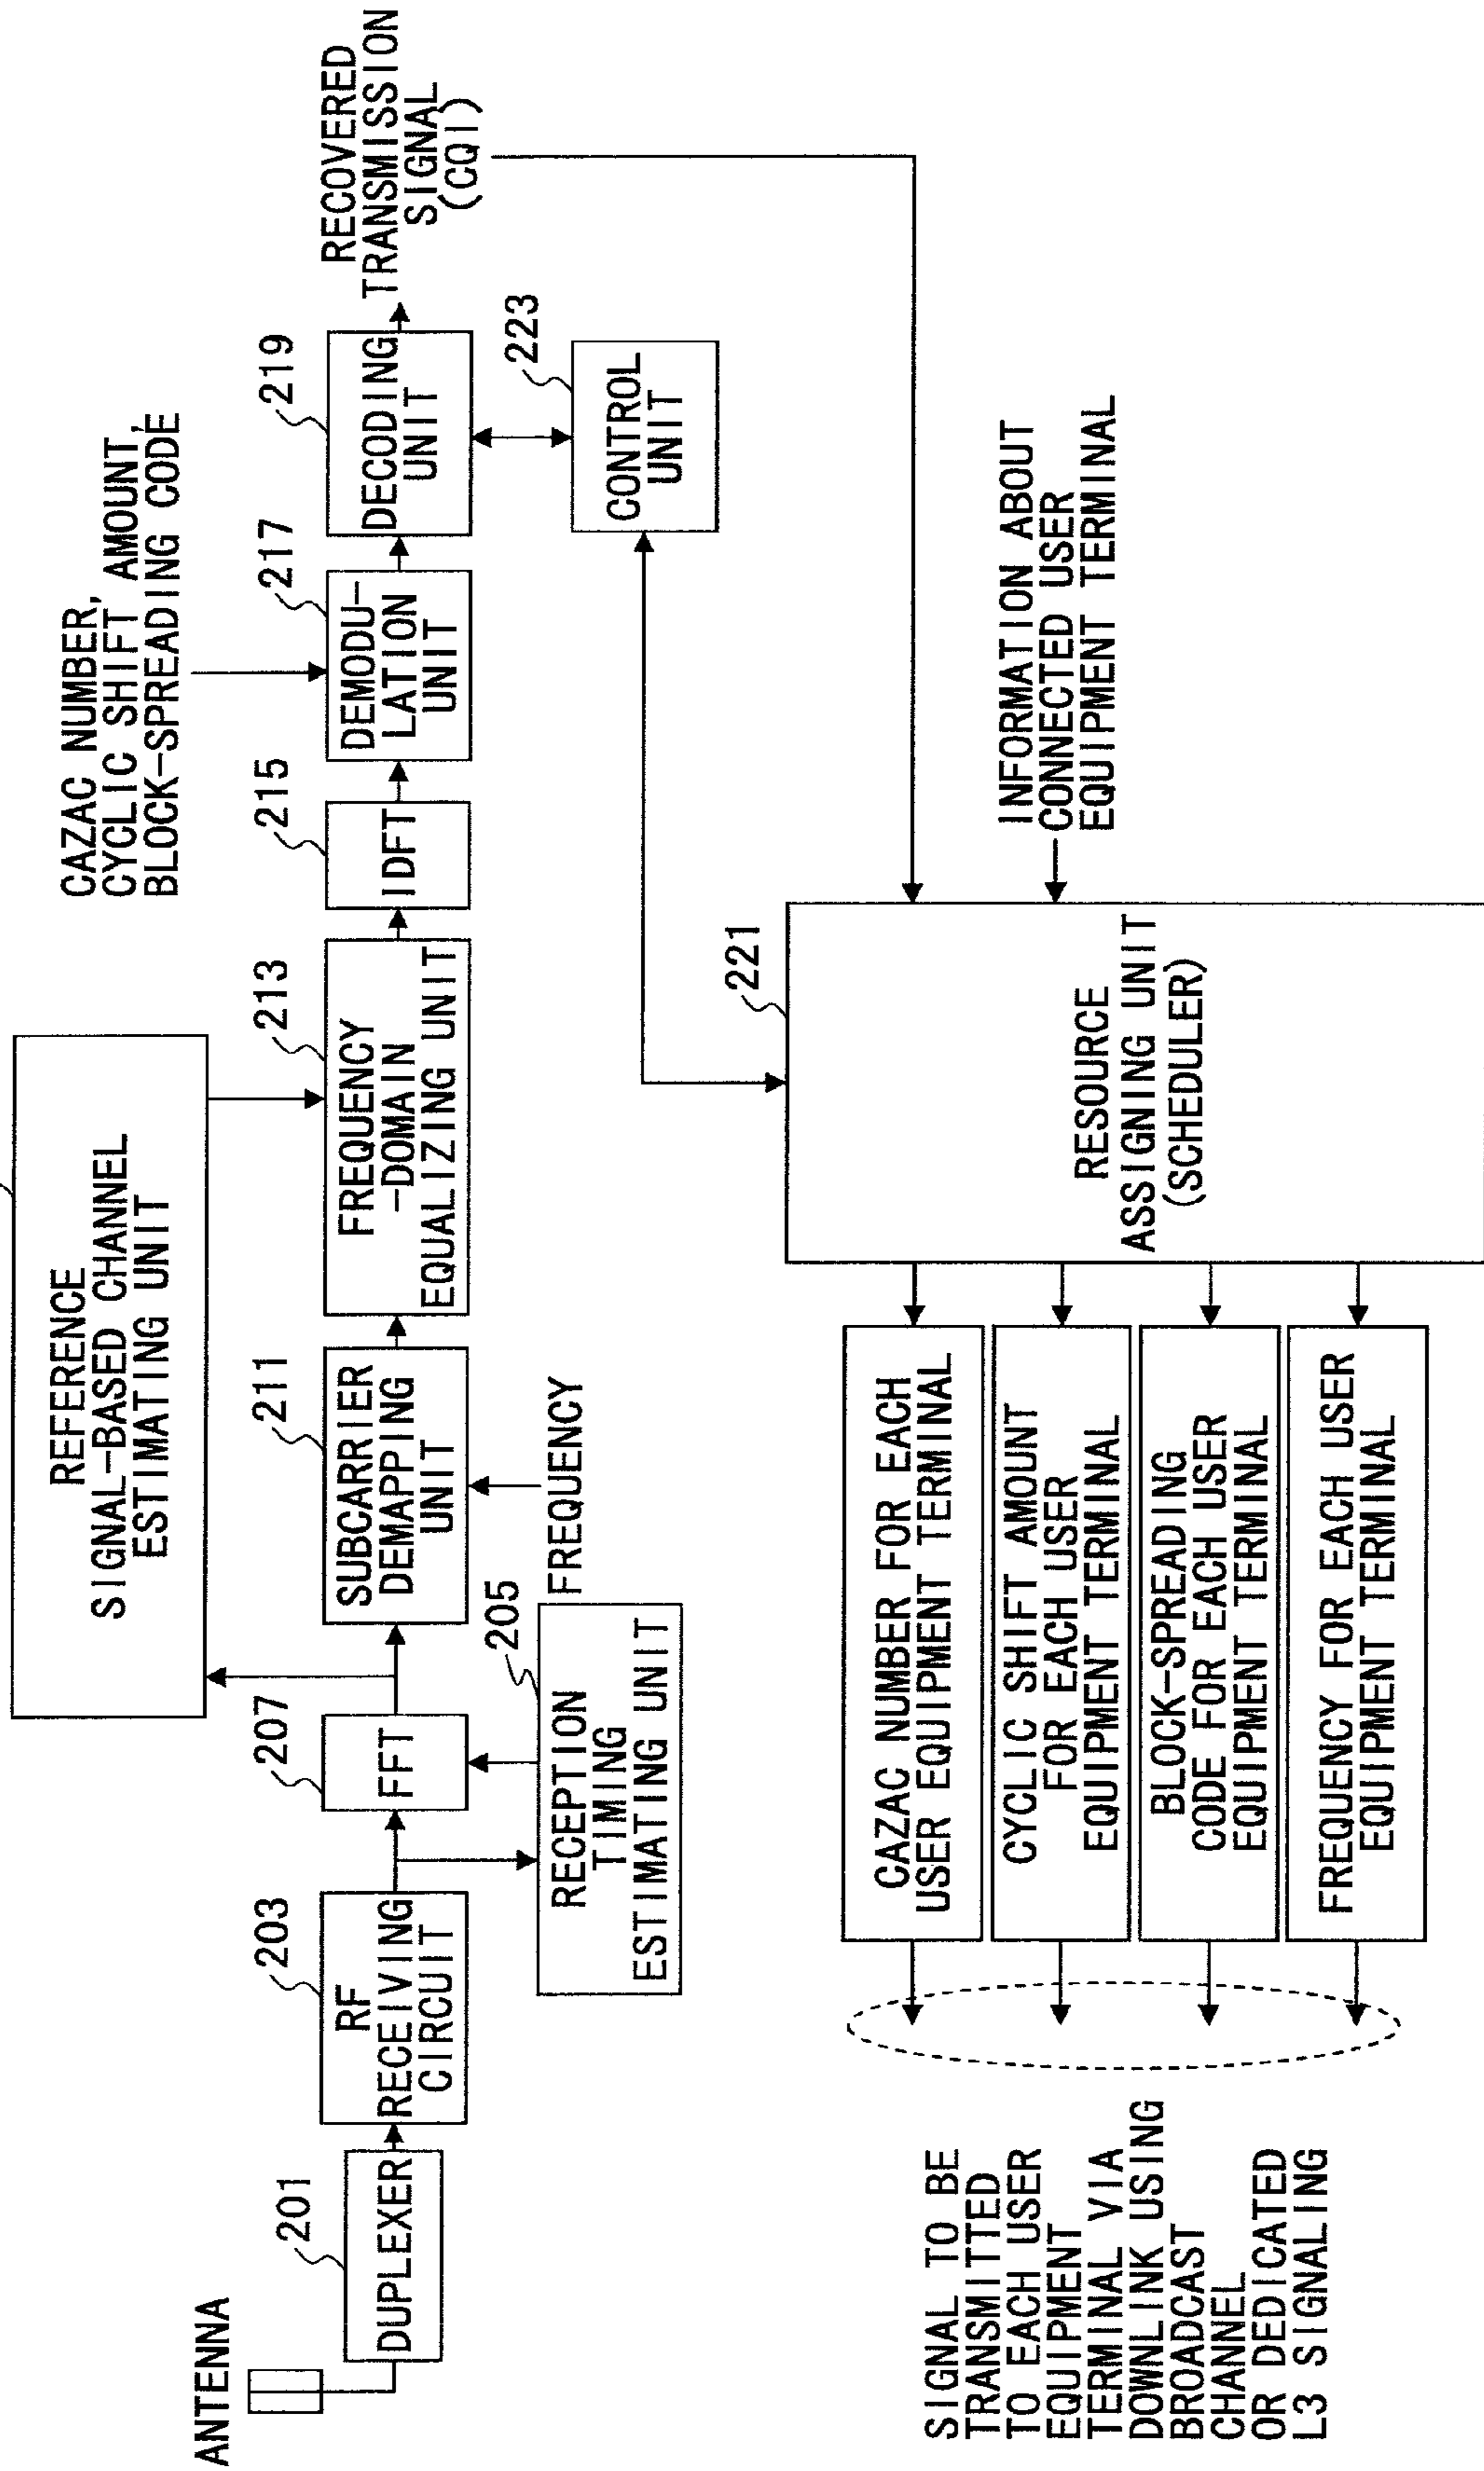 ANTENNA
201
DUPLEXER
203
RF
RECEIVING
CIRCUIT
207
FFT
205
RECEPTION
TIMING
ESTIMATING UNIT
REFERENCE
SIGNAL-BASED CHANNEL
ESTIMATING UNIT
211
SUBCARRIER
DEMAPPING
UNIT
FREQUENCY
213
FREQUENCY
-DOMAIN
EQUALIZING UNIT
215
IDFT
CAZAC NUMBER,
CYCLIC SHIFT AMOUNT,
BLOCK-SPREADING CODE
217
DEMODU-
LATION
UNIT
219
DECODING
UNIT
RECOVERED
TRANSMISSION
SIGNAL
(CQI)
223
CONTROL
UNIT
INFORMATION ABOUT
CONNECTED USER
EQUIPMENT TERMINAL
221
RESOURCE
ASSIGNING UNIT
(SCHEDULER)
CAZAC NUMBER FOR EACH
USER EQUIPMENT TERMINAL
CYCLIC SHIFT AMOUNT
FOR EACH USER
EQUIPMENT TERMINAL
BLOCK-SPREADING
CODE FOR EACH USER
EQUIPMENT TERMINAL
FREQUENCY FOR EACH USER
EQUIPMENT TERMINAL
SIGNAL TO BE
TRANSMITTED
TO EACH USER
EQUIPMENT
TERMINAL VIA
DOWNLINK USING
BROADCAST
CHANNEL
OR DEDICATED
L3 SIGNALING